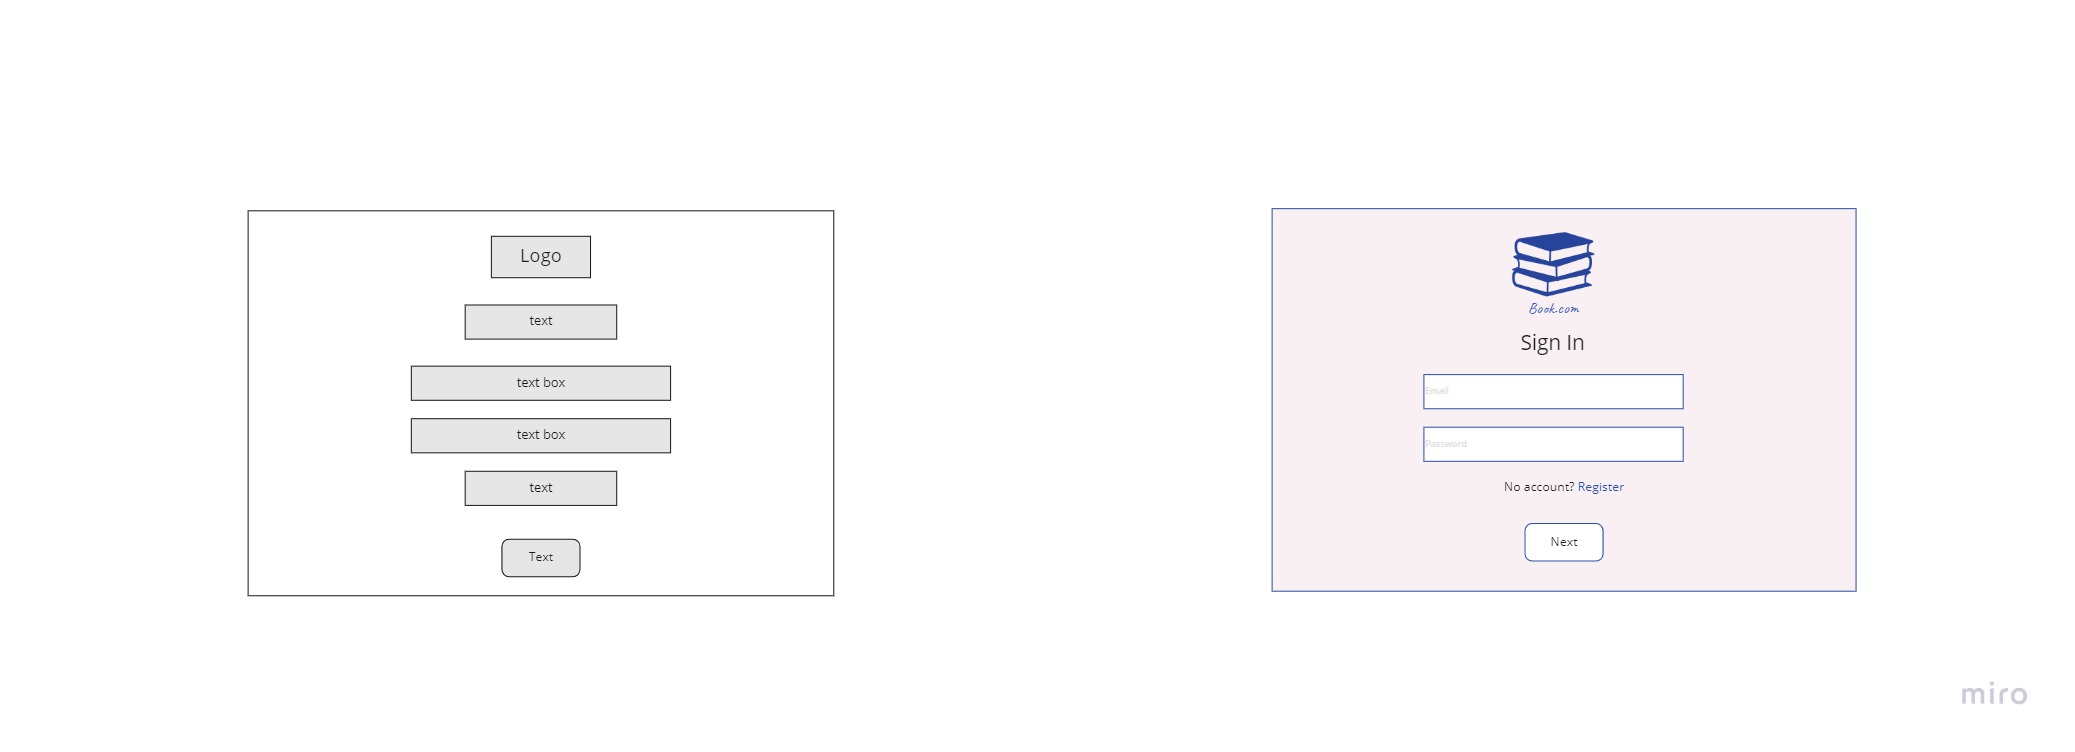 Logo
text
text box
text box
text
Text
Book.com
Sign In
Email
Password
No account? Register
Next
miro